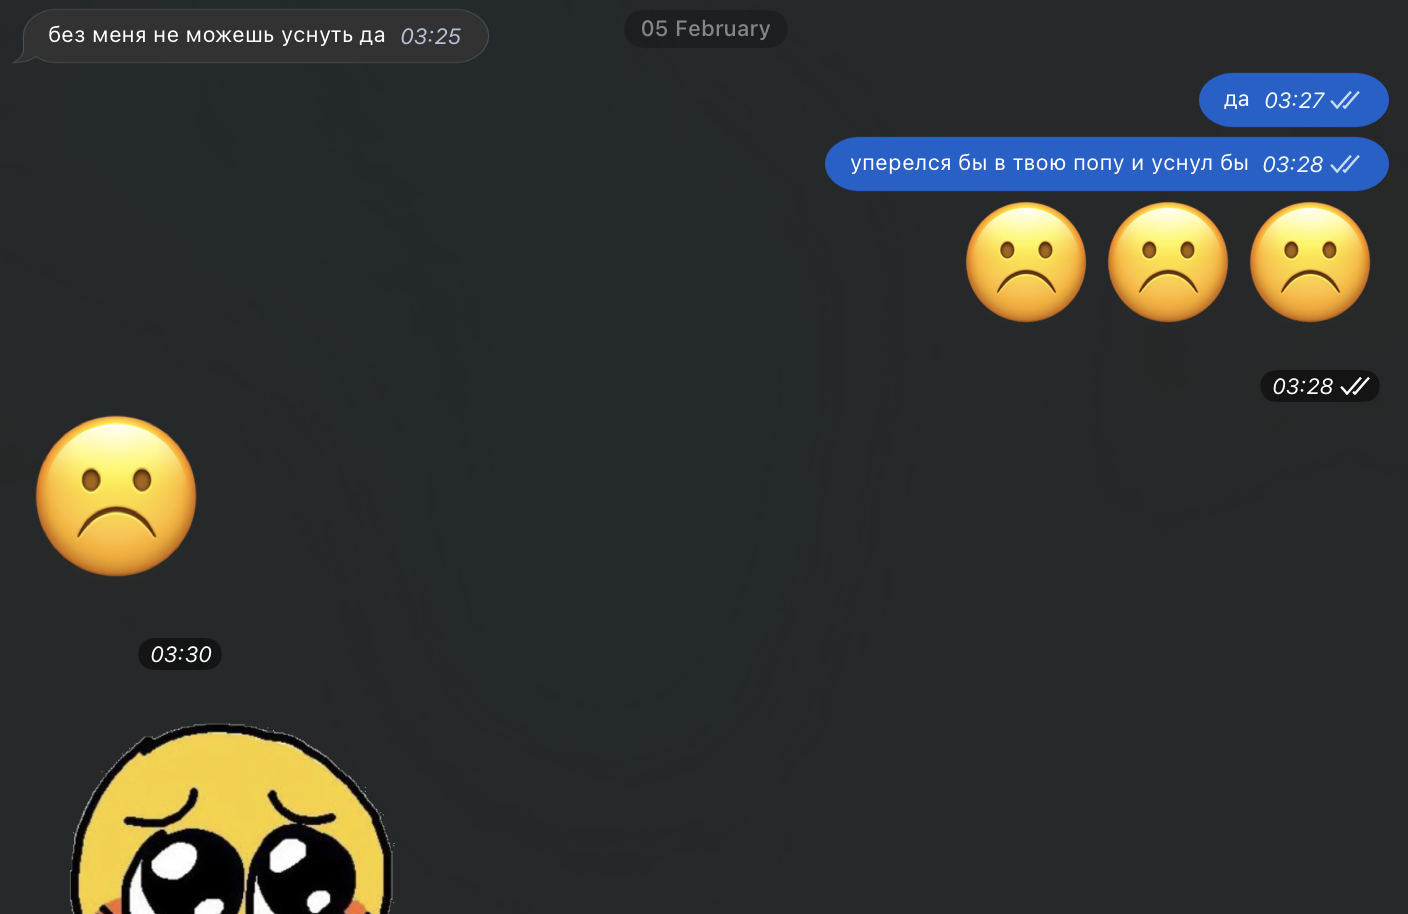 05 February
без меня не можешь уснуть да 03:25
да 03:27
уперелся бы в твою попу и уснул бы 03:28
03:28
03:30